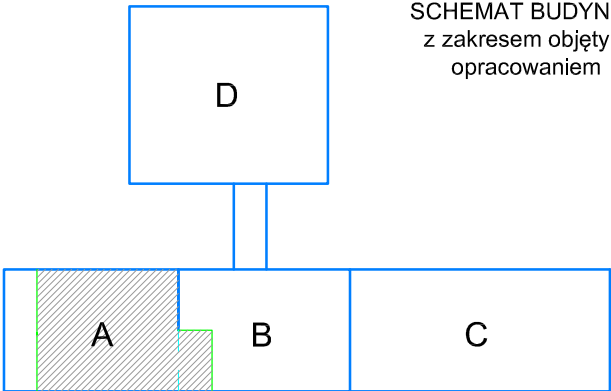 SCHEMAT BUDYN
z zakresem objęty
opracowaniem
D
A
B
C